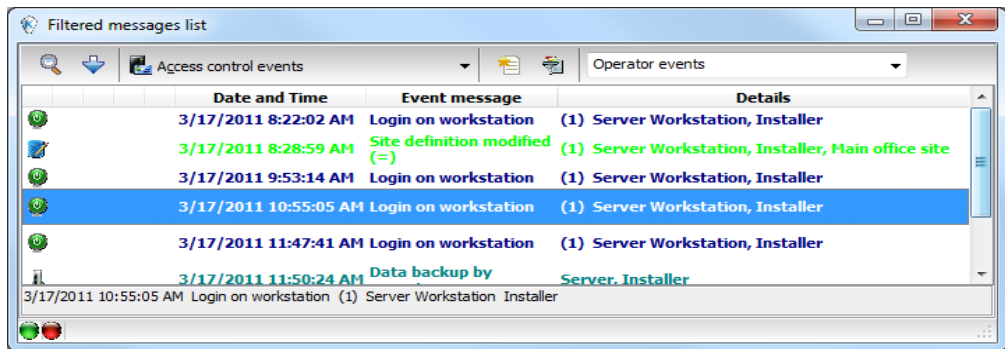 Filtered messages list
Access control events
Operator events
Date and Time Event message Details
3/17/2011 8:22:02 AM Login on workstation (1) Server Workstation, Installer
3/17/2011 8:28:59 AM Site definition modified (1) Server Workstation, Installer, Main office site
(=)
3/17/2011 9:53:14 AM Login on workstation (1) Server Workstation, Installer
3/17/2011 10:55:05 AM Login on workstation (1) Server Workstation, Installer
3/17/2011 11:47:41 AM Login on workstation (1) Server Workstation, Installer
3/17/2011 11:50:24 AM Data backup by Server, Installer
3/17/2011 10:55:05 AM Login on workstation (1) Server Workstation Installer